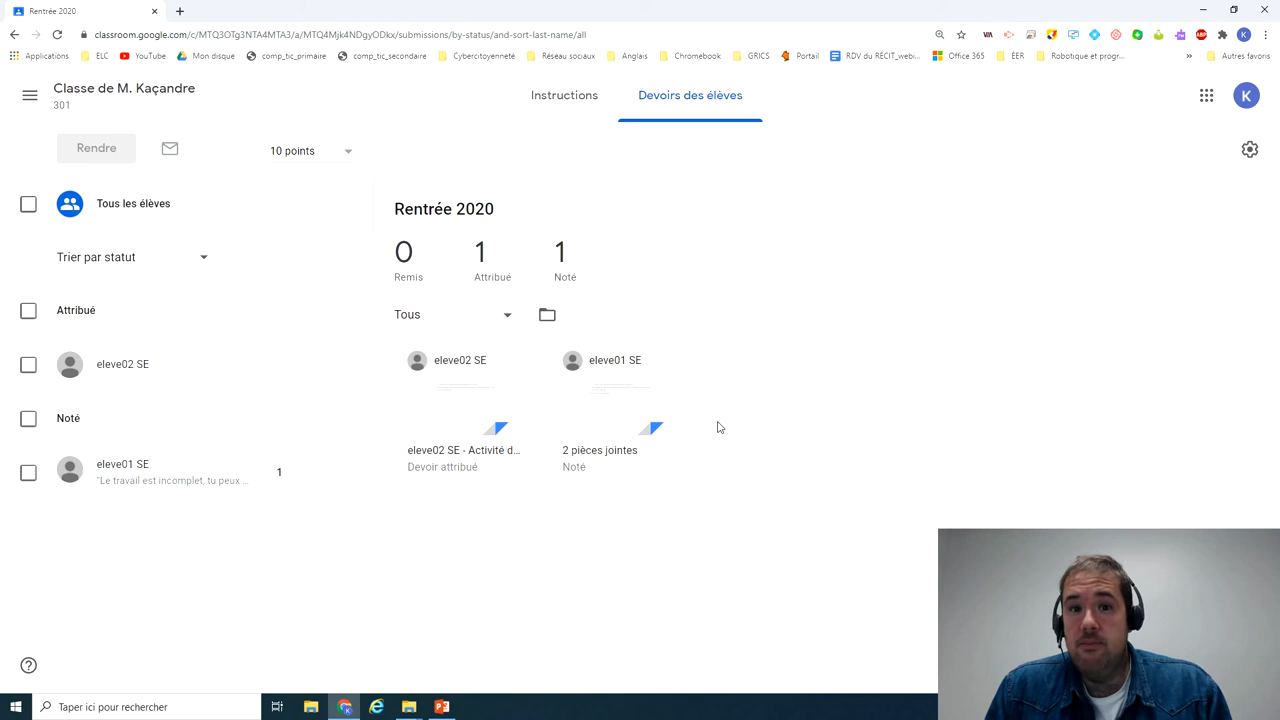 Rentrée 2020
classroom.google.com/c/MTQ3OTg3NTA4MTA3/a/MTQ4Mjk4NDgyODkx/submissions/by-status/and-sort-last-name/all
VIA
ABP
K
Applications
ELC
YouTube
Mon disque
comp_tic_primaire
comp_tic_secondaire
Cybercitoyenneté
Réseau sociaux
Anglais
Chromebook
GRICS
Portail
RDV du RÉCIT_web...
Office 365
ÉER
Robotique et progr...
»
Autres favoris
Classe de M. Kaçandre
301
Instructions
Devoirs des élèves
K
Rendre
10 points
Tous les élèves
Trier par statut
Attribué
eleve02 SE
Noté
eleve01 SE
"Le travail est incomplet, tu peux ...
1
Rentrée 2020
0
1
1
Remis
Attribué
Noté
Tous
eleve02 SE
eleve01 SE
eleve02 SE - Activité d...
2 pièces jointes
Devoir attribué
Noté
Taper ici pour rechercher